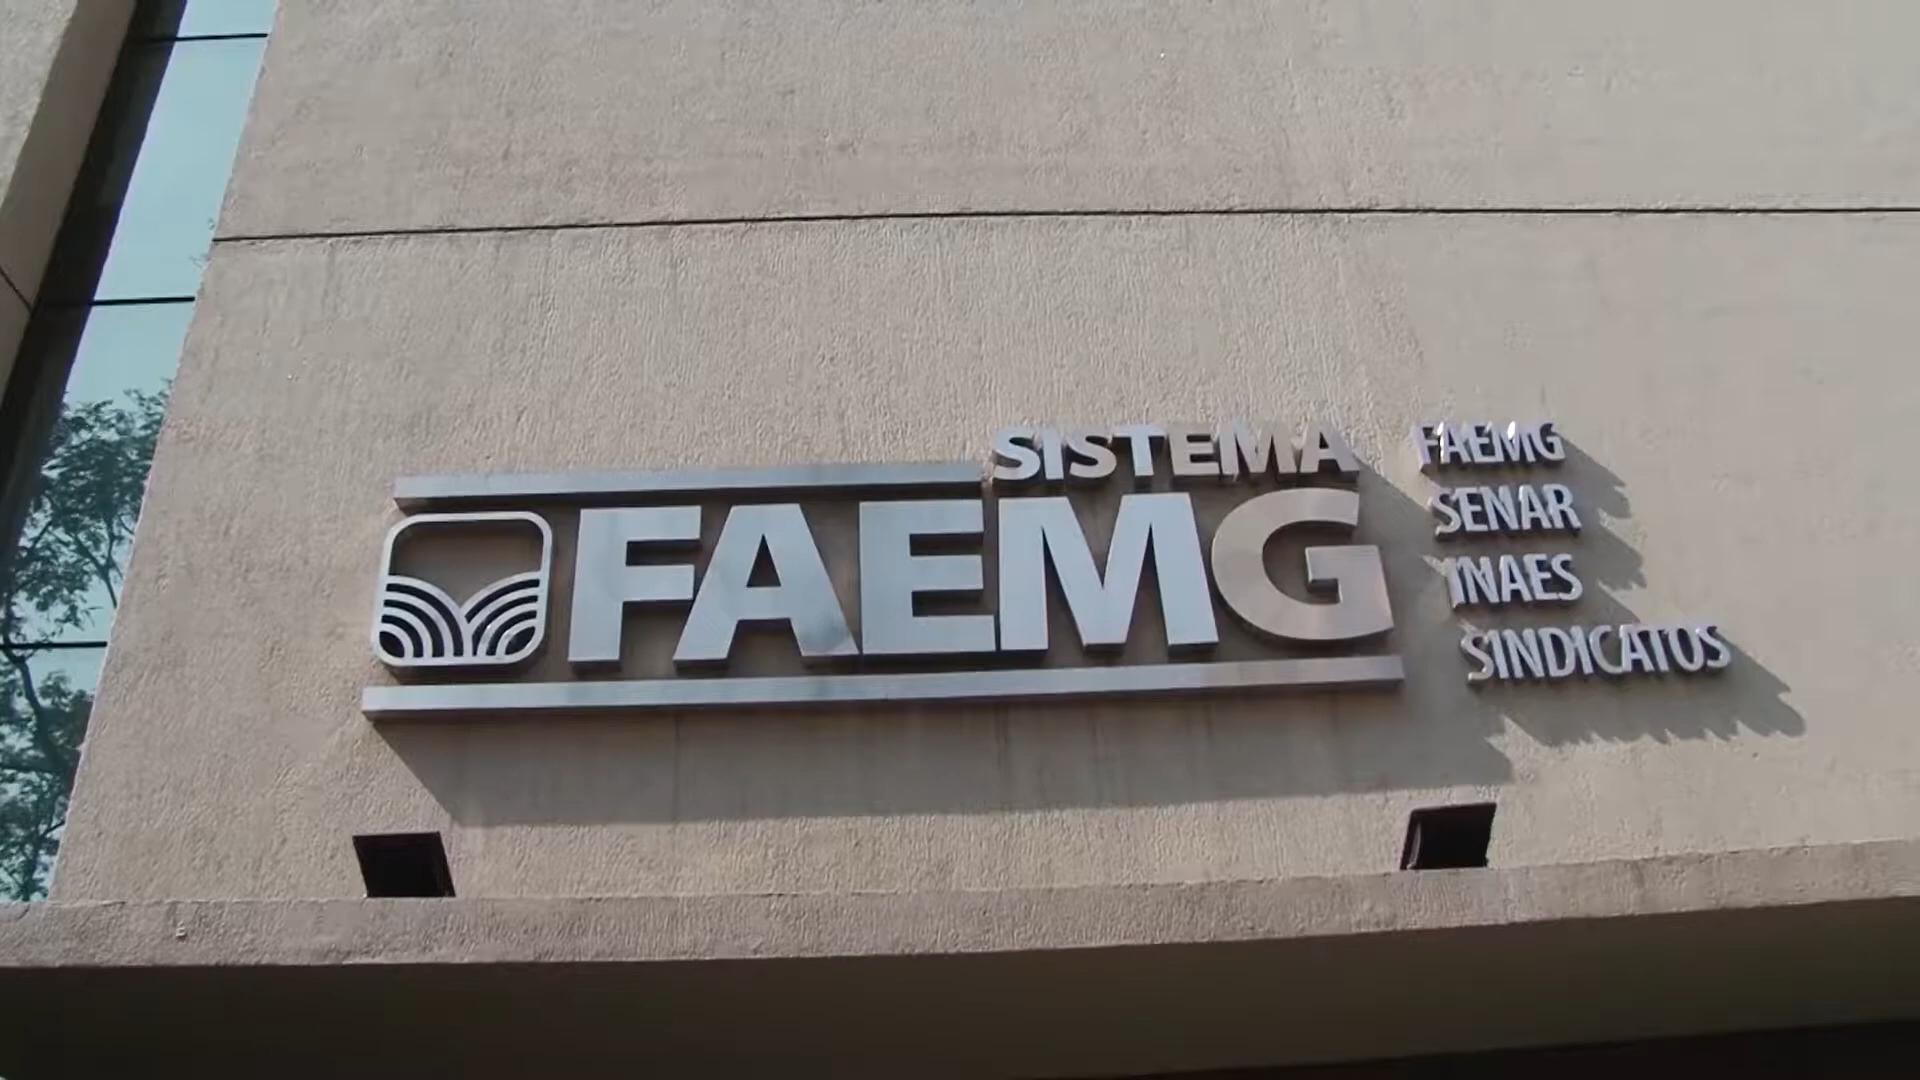 SISTEMA
FAEMG
FAEMG
SENAR
INAES
SINDICATOS